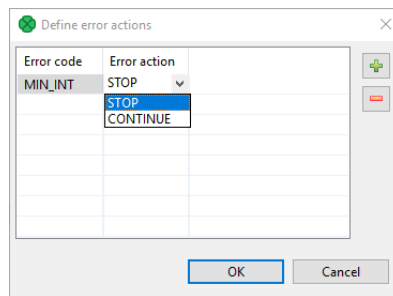 Define error actions
Error code Error action
MIN_INT STOP
STOP
CONTINUE
OK Cancel